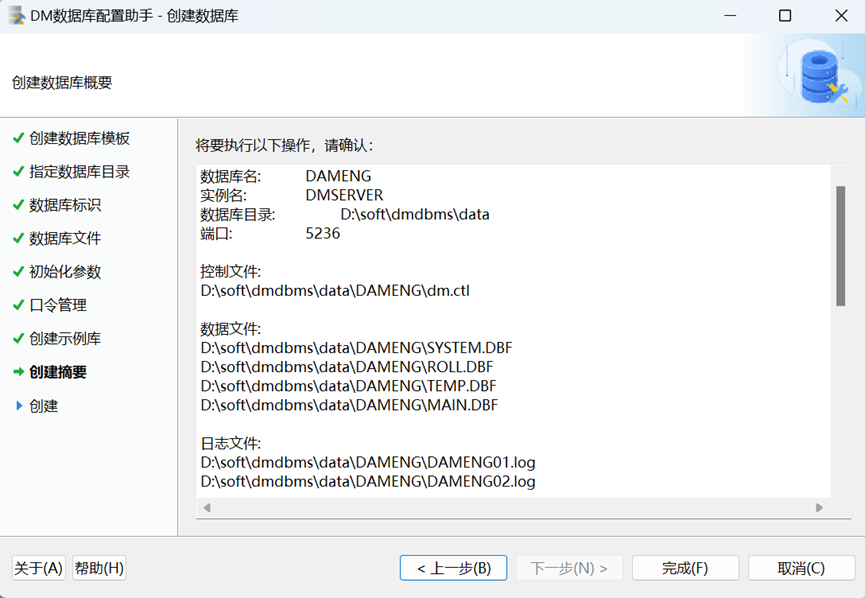 DM数据库配置助手 - 创建数据库
创建数据库概要
创建数据库模板
指定数据库目录
数据库标识
数据库文件
初始化参数
口令管理
创建示例库
创建摘要
创建
将要执行以下操作，请确认：
数据库名: DAMENG
实例名: DMSERVER
数据库目录: D:\soft\dmdbms\data
端口: 5236
控制文件:
D:\soft\dmdbms\data\DAMENG\dm.ctl
数据文件:
D:\soft\dmdbms\data\DAMENG\SYSTEM.DBF
D:\soft\dmdbms\data\DAMENG\ROLL.DBF
D:\soft\dmdbms\data\DAMENG\TEMP.DBF
D:\soft\dmdbms\data\DAMENG\MAIN.DBF
日志文件:
D:\soft\dmdbms\data\DAMENG\DAMENG01.log
D:\soft\dmdbms\data\DAMENG\DAMENG02.log
关于(A) 帮助(H) < 上一步(B) 下一步(N) > 完成(F) 取消(C)